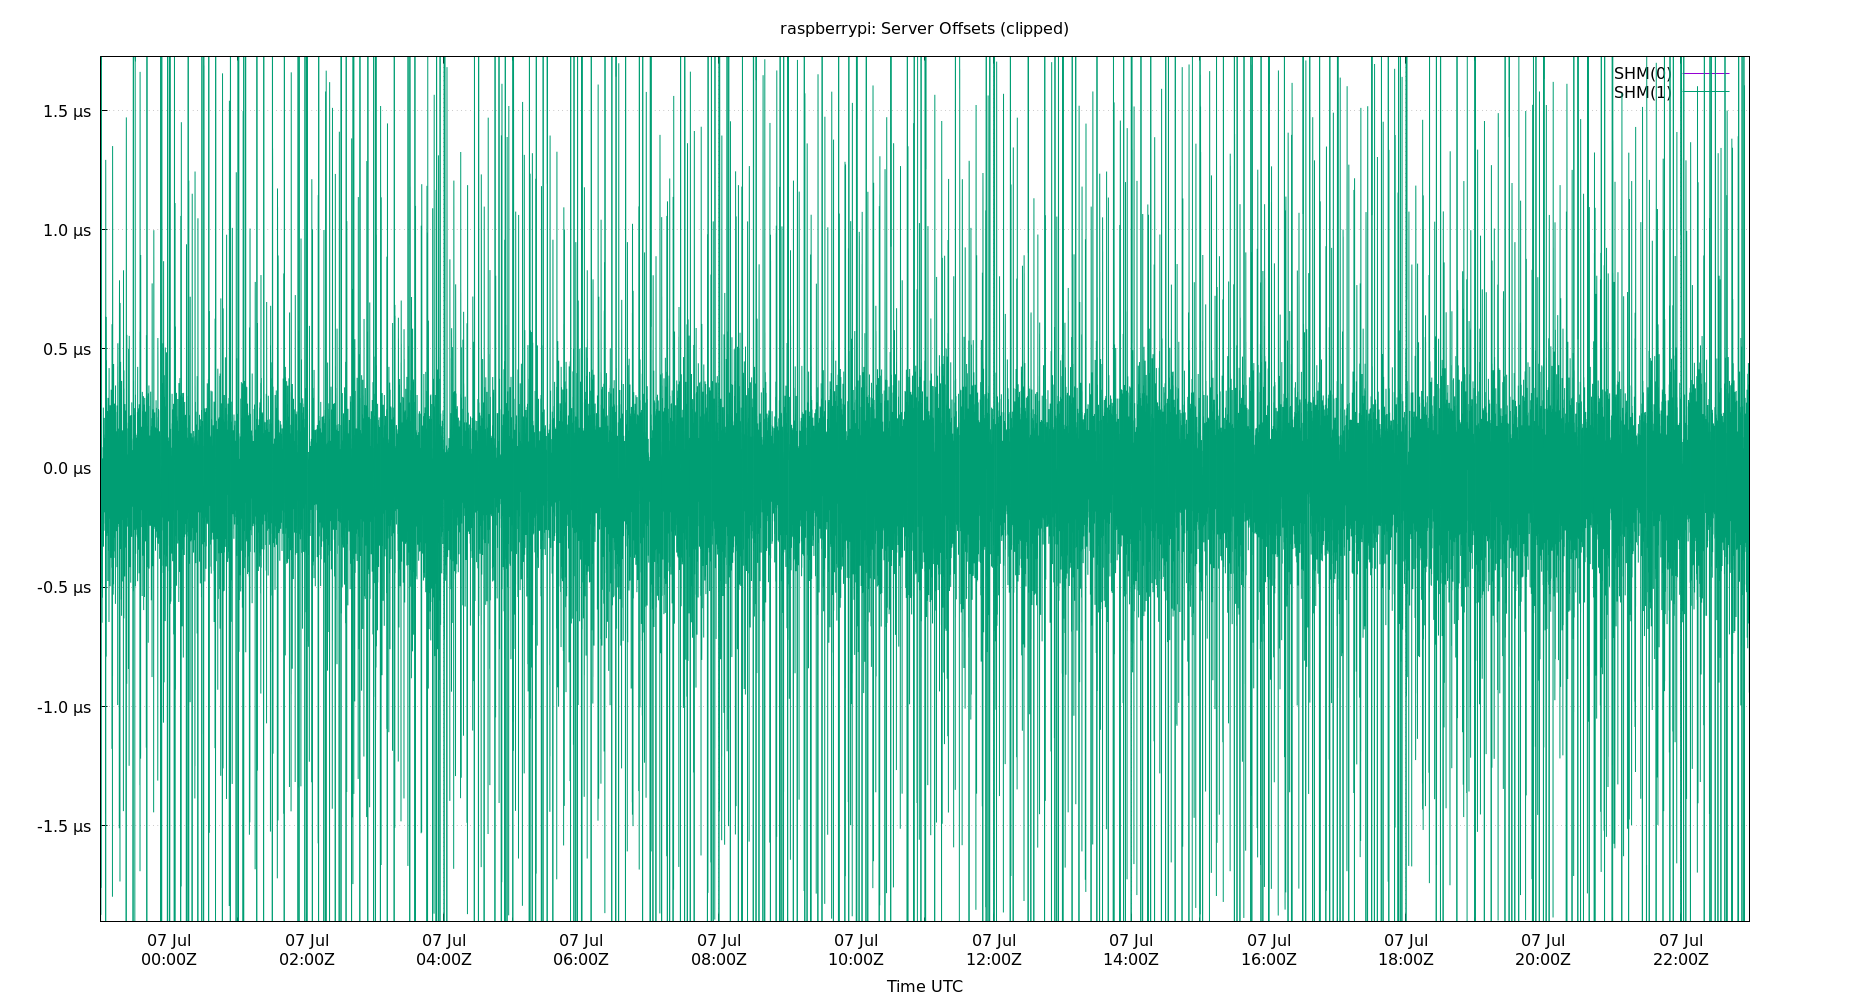 raspberrypi: Server Offsets (clipped)
SHM(0)
SHM(1)
1.5 µs
1.0 µs
0.5 µs
0.0 µs
-0.5 µs
-1.0 µs
-1.5 µs
07 Jul 07 Jul 07 Jul 07 Jul 07 Jul 07 Jul 07 Jul 07 Jul 07 Jul 07 Jul 07 Jul 07 Jul
00:00Z 02:00Z 04:00Z 06:00Z 08:00Z 10:00Z 12:00Z 14:00Z 16:00Z 18:00Z 20:00Z 22:00Z
Time UTC